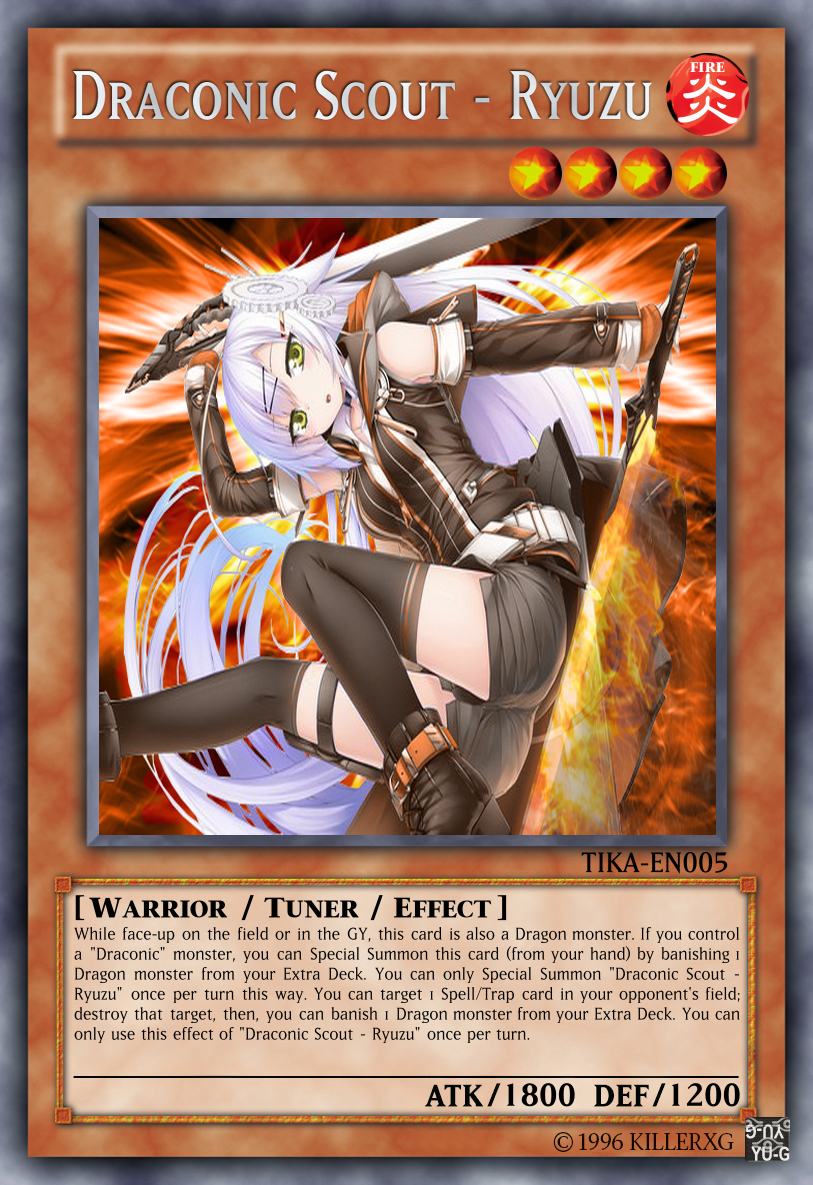 Draconic Scout - Ryuzu
FIRE
炎
TIKA-EN005
[ Warrior / Tuner / Effect ]
While face-up on the field or in the GY, this card is also a Dragon monster. If you control
a "Draconic" monster, you can Special Summon this card (from your hand) by banishing 1
Dragon monster from your Extra Deck. You can only Special Summon "Draconic Scout -
Ryuzu" once per turn this way. You can target 1 Spell/Trap card in your opponent's field;
destroy that target, then, you can banish 1 Dragon monster from your Extra Deck. You can
only use this effect of "Draconic Scout - Ryuzu" once per turn.
ATK/1800 DEF/1200
© 1996 KILLERXG
YU-G
YU-G